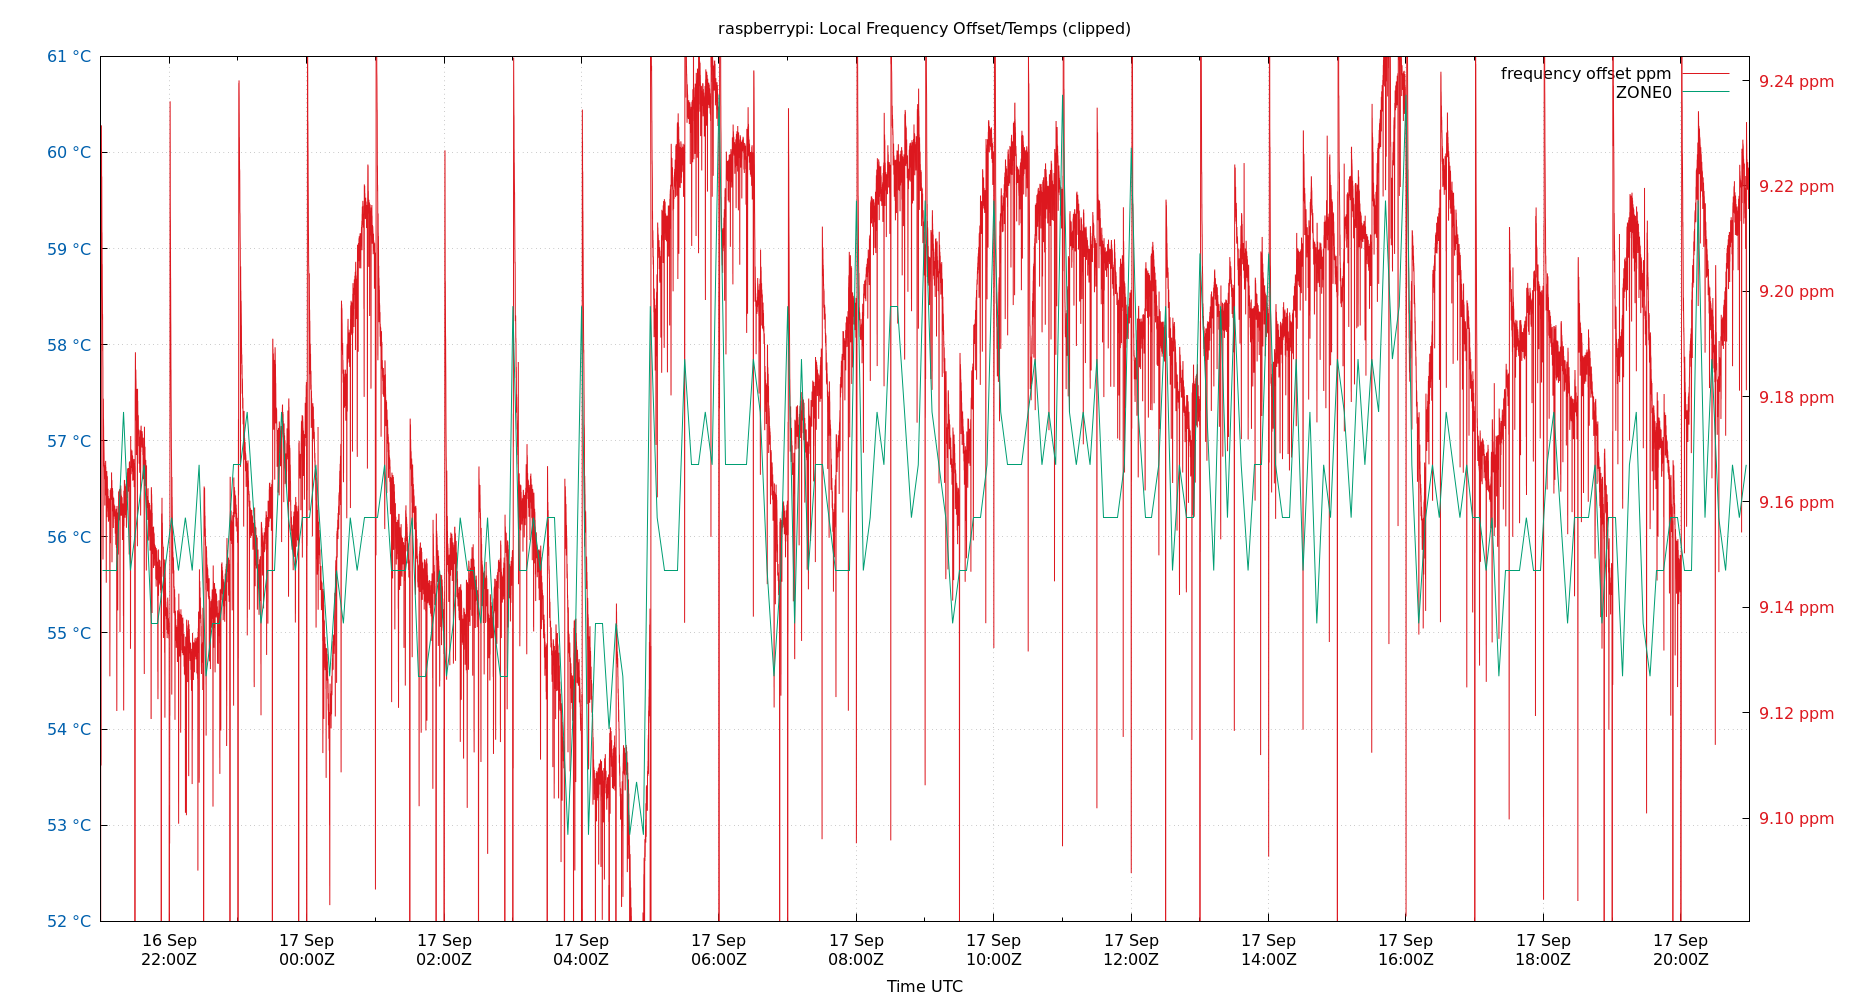 raspberrypi: Local Frequency Offset/Temps (clipped)
61 °C
60 °C
59 °C
58 °C
57 °C
56 °C
55 °C
54 °C
53 °C
52 °C
frequency offset ppm
ZONE0
9.24 ppm
9.22 ppm
9.20 ppm
9.18 ppm
9.16 ppm
9.14 ppm
9.12 ppm
9.10 ppm
16 Sep 17 Sep 17 Sep 17 Sep 17 Sep 17 Sep 17 Sep 17 Sep 17 Sep 17 Sep 17 Sep 17 Sep
22:00Z 00:00Z 02:00Z 04:00Z 06:00Z 08:00Z 10:00Z 12:00Z 14:00Z 16:00Z 18:00Z 20:00Z
Time UTC